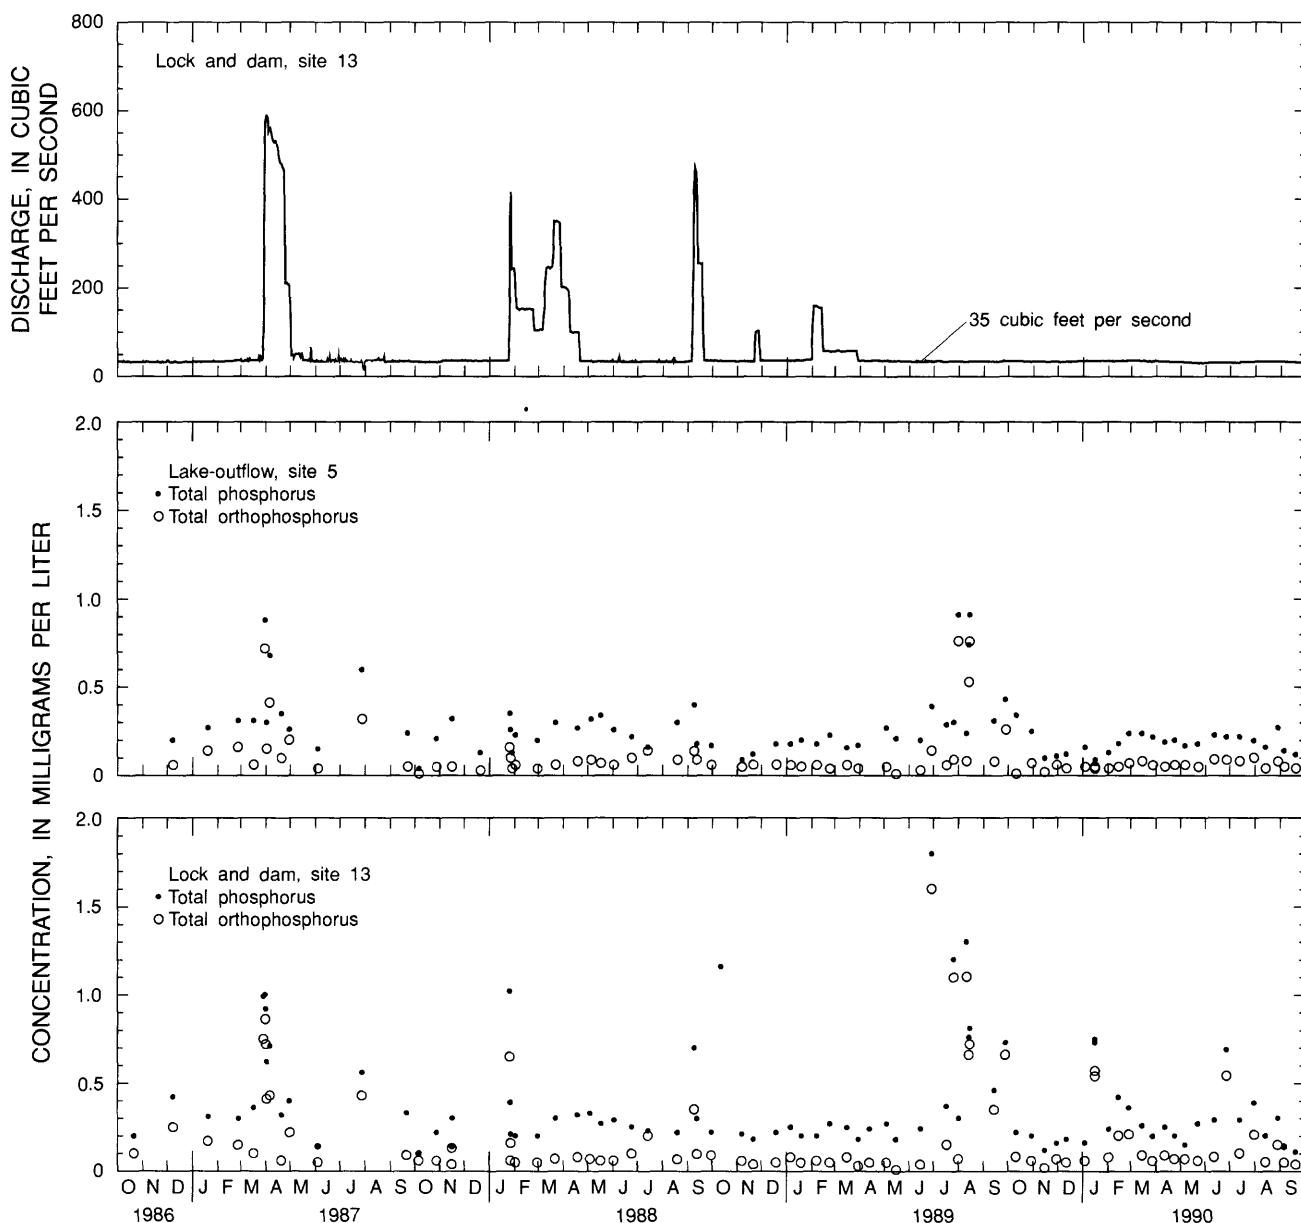 DISCHARGE, IN CUBIC
FEET PER SECOND
800
600
400
200
0
Lock and dam, site 13
35 cubic feet per second
CONCENTRATION, IN MILLIGRAMS PER LITER
2.0
1.5
1.0
0.5
0
Lake-outflow, site 5
Total phosphorus
Total orthophosphorus
2.0
1.5
1.0
0.5
0
Lock and dam, site 13
Total phosphorus
Total orthophosphorus
O N D J F M A M J J A S O N D J F M A M J J A S O N D J F M A M J J A S O N D J F M A M J J A S
1986 1987 1988 1989 1990